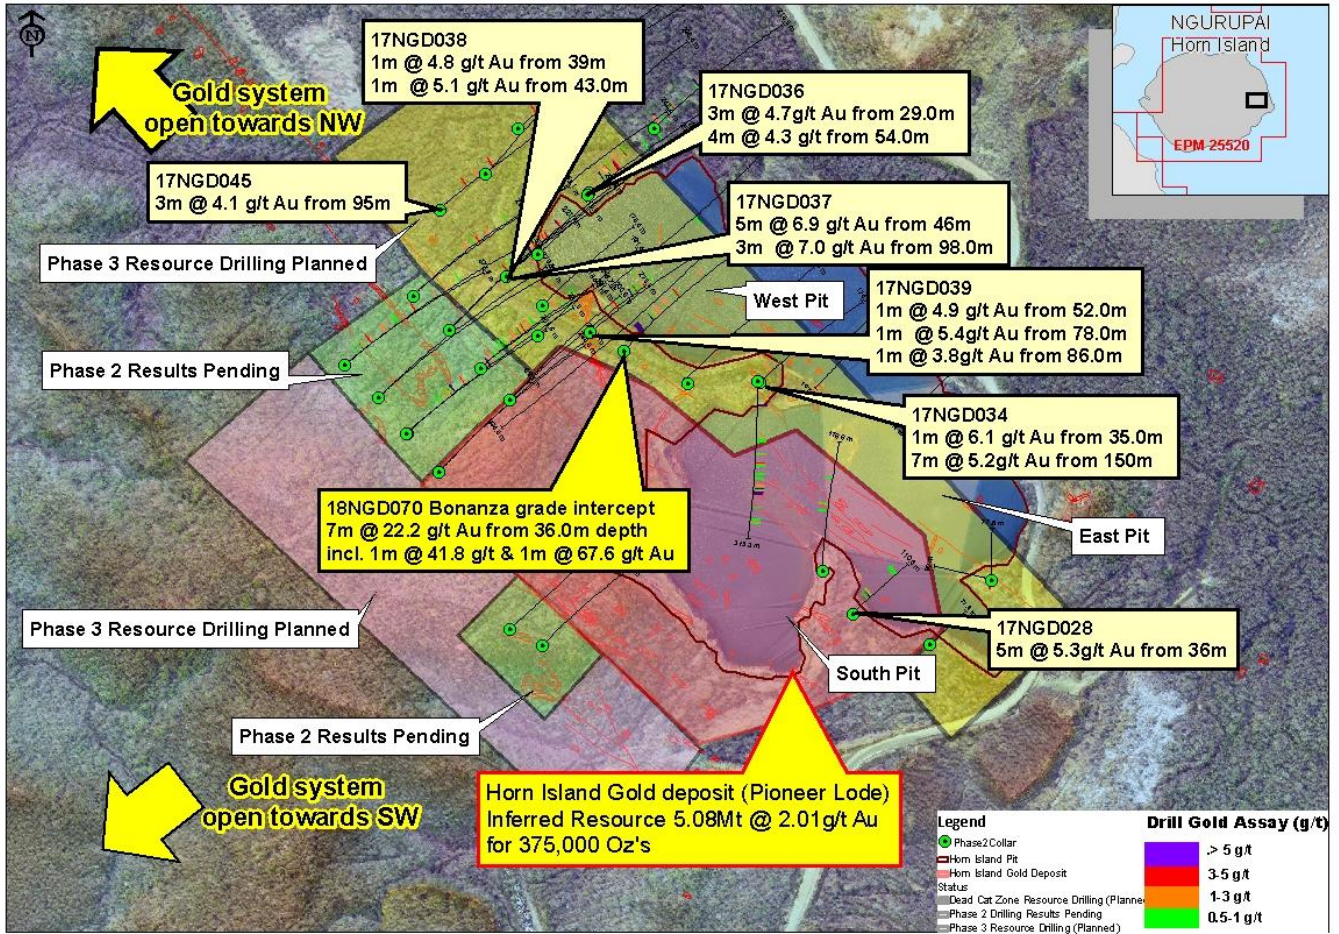 N
Gold system
open towards NW
17NGD038
1m @ 4.8 g/t Au from 39m
1m @ 5.1 g/t Au from 43.0m
17NGD036
3m @ 4.7g/t Au from 29.0m
4m @ 4.3 g/t from 54.0m
NGURUPAI
Horn Island
EPM 25520
17NGD045
3m @ 4.1 g/t Au from 95m
17NGD037
5m @ 6.9 g/t Au from 46m
3m @ 7.0 g/t Au from 98.0m
Phase 3 Resource Drilling Planned
West Pit
17NGD039
1m @ 4.9 g/t Au from 52.0m
1m @ 5.4g/t Au from 78.0m
1m @ 3.8g/t Au from 86.0m
Phase 2 Results Pending
17NGD034
1m @ 6.1 g/t Au from 35.0m
7m @ 5.2g/t Au from 150m
18NGD070 Bonanza grade intercept
7m @ 22.2 g/t Au from 36.0m depth
incl. 1m @ 41.8 g/t & 1m @ 67.6 g/t Au
East Pit
Phase 3 Resource Drilling Planned
17NGD028
5m @ 5.3g/t Au from 36m
South Pit
Phase 2 Results Pending
Gold system
open towards SW
Horn Island Gold deposit (Pioneer Lode)
Inferred Resource 5.08Mt @ 2.01g/t Au
for 375,000 Oz's
Legend
Phase2Collar
Horn Island Pit
Horn Island Gold Deposit
Status
Dead Cat Zone Resource Drilling (Planne
Phase 2 Drilling Results Pending
Phase 3 Resource Drilling (Planned)
Drill Gold Assay (g/t)
.> 5 g/t
3-5 g/t
1-3 g/t
0.5-1 g/t